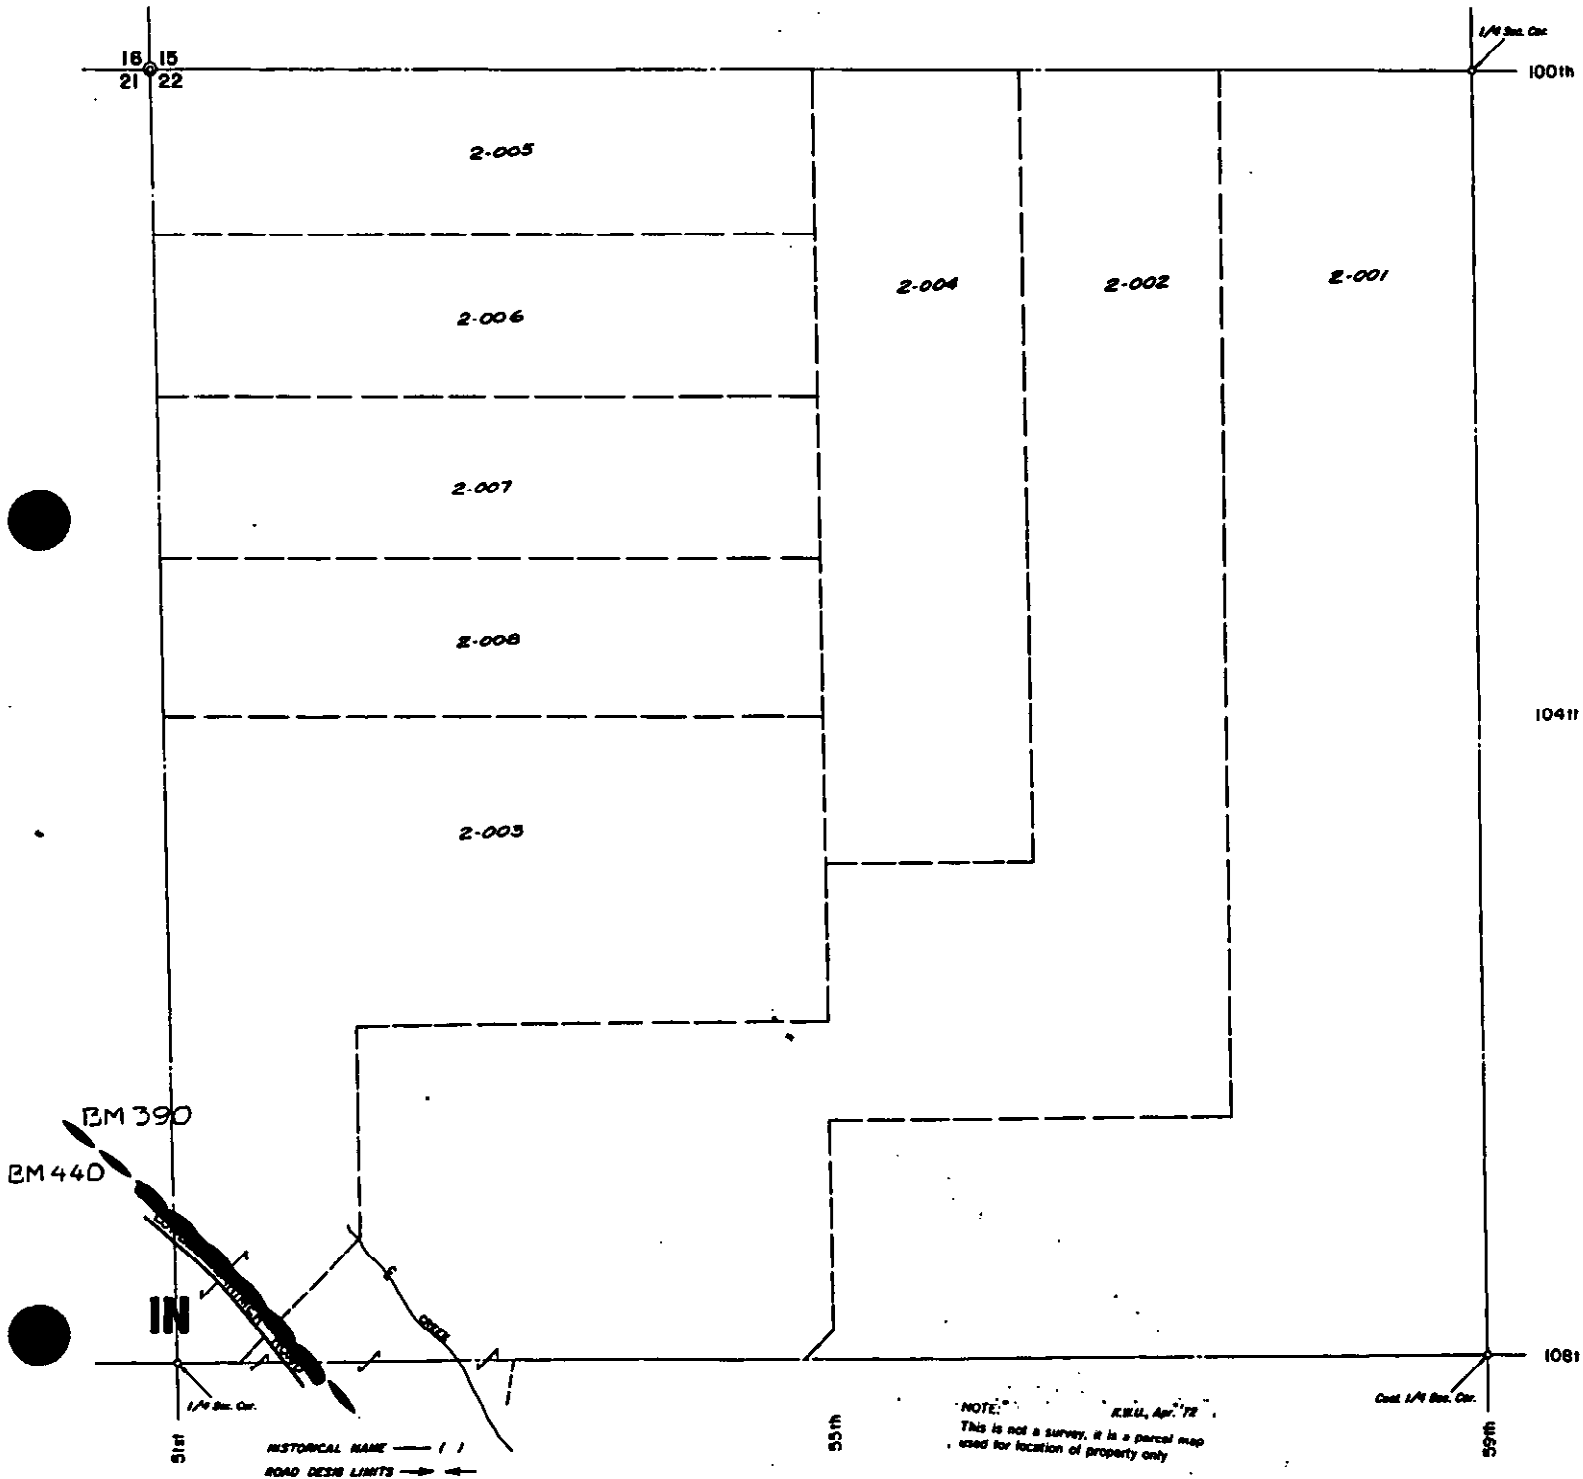 1/4 Sec. Cor.
16 15
21 22
100th
2-005
2-004
2-002
2-001
2-006
2-007
2-008
104th
2-003
BM 390
BM 440
IN
CREEK
108t
1/4 Sec. Cor.
Cent. 1/4 Sec. Cor.
51st
55th
59th
NOTE:
R.W.U., Apr. '72
This is not a survey, it is a parcel map
used for location of property only
HISTORICAL NAME ( )
ROAD DESIG LIMITS